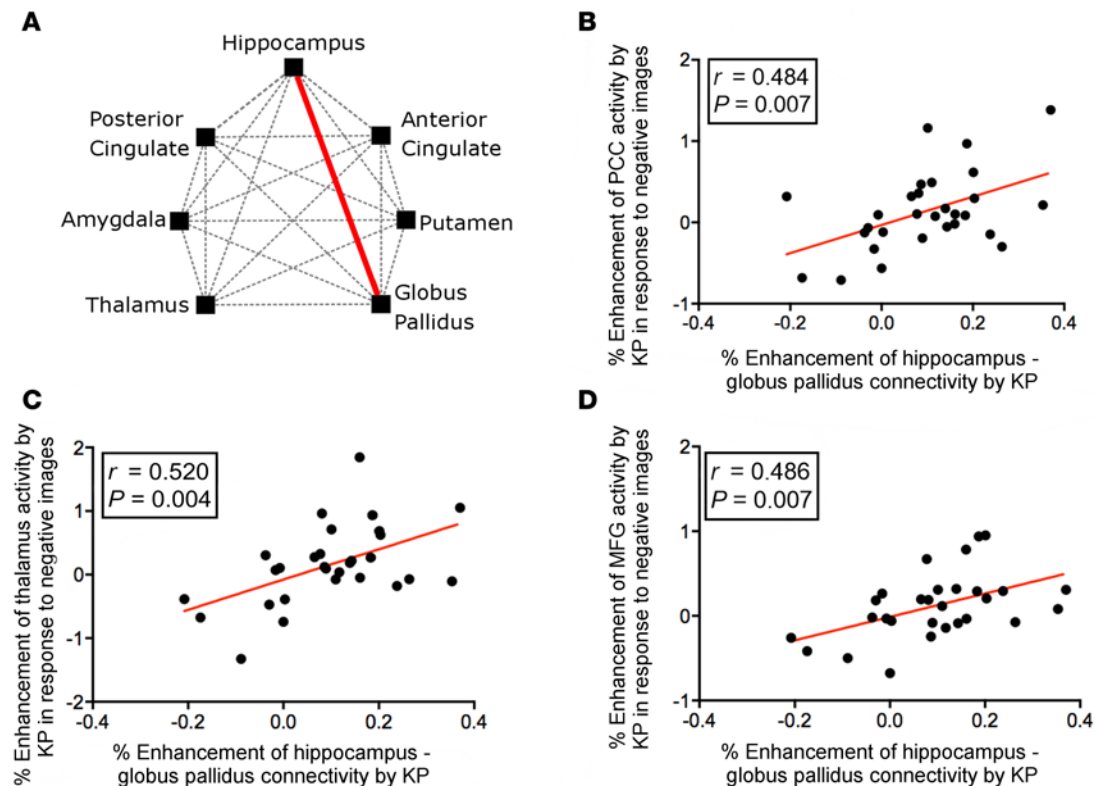 A
Hippocampus
Posterior
Cingulate
Anterior
Cingulate
Amygdala
Putamen
Thalamus
Globus
Pallidus
B
% Enhancement of PCC activity by
KP in response to negative images
r = 0.484
P = 0.007
2
1
0
-1
-0.4
-0.2
0.0
0.2
0.4
% Enhancement of hippocampus -
globus pallidus connectivity by KP
C
% Enhancement of thalamus activity by
KP in response to negative images
r = 0.520
P = 0.004
2
1
0
-1
-2
-0.4
-0.2
0.0
0.2
0.4
% Enhancement of hippocampus -
globus pallidus connectivity by KP
D
% Enhancement of MFG activity by
KP in response to negative images
r = 0.486
P = 0.007
2
1
0
-1
-0.4
-0.2
0.0
0.2
0.4
% Enhancement of hippocampus -
globus pallidus connectivity by KP